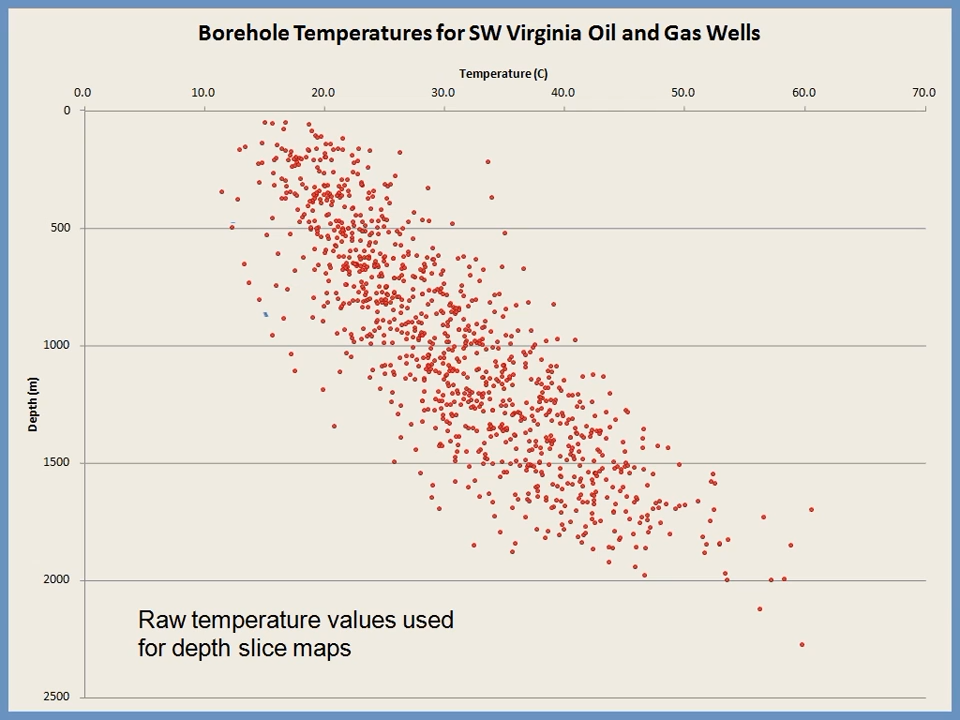 Borehole Temperatures for SW Virginia Oil and Gas Wells
Temperature (C)
0.0 10.0 20.0 30.0 40.0 50.0 60.0 70.0
0
500
1000
Depth (m)
1500
2000
Raw temperature values used
for depth slice maps
2500